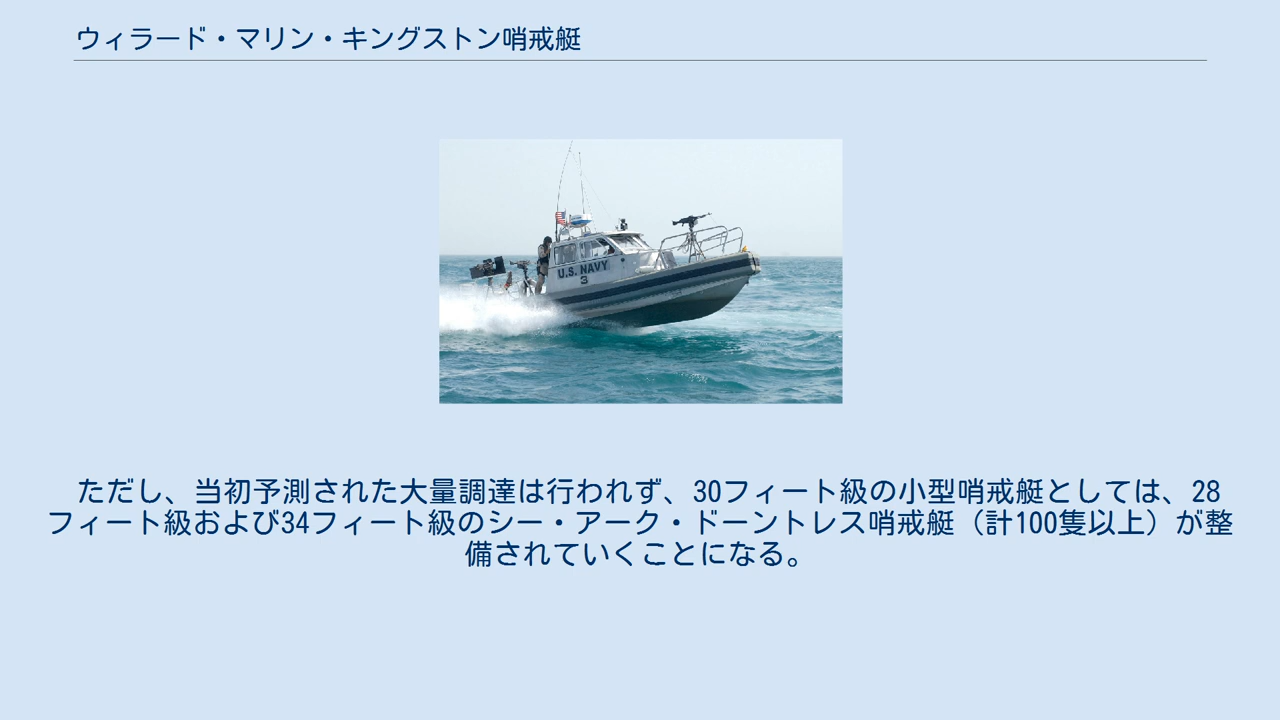 ウィラード・マリン・キングストン哨戒艇
U.S. NAVY
3
ただし、当初予測された大量調達は行われず、30フィート級の小型哨戒艇としては、28
フィート級および34フィート級のシー・アーク・ドーントレス哨戒艇（計100隻以上）が整
備されていくことになる。